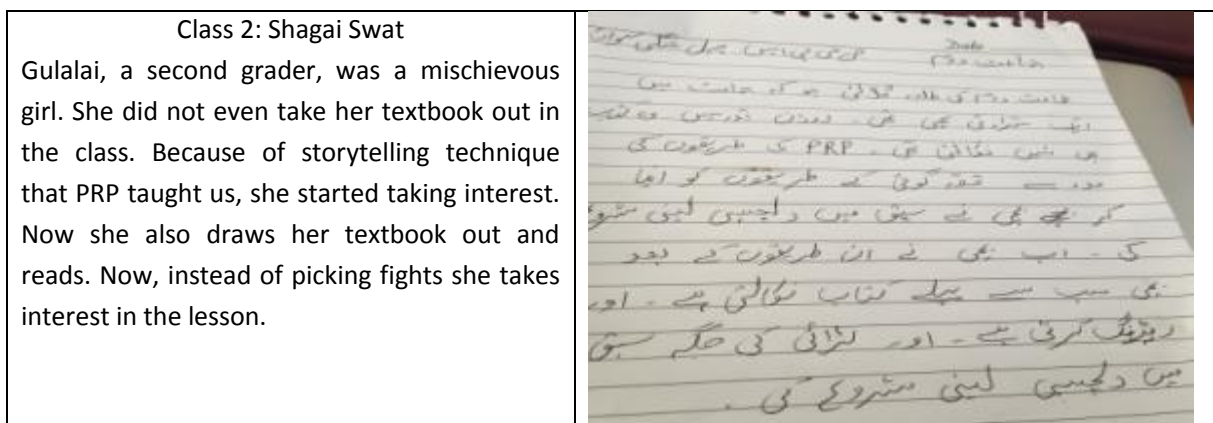 Class 2: Shagai Swat
Gulalai, a second grader, was a mischievous
girl. She did not even take her textbook out in
the class. Because of storytelling technique
that PRP taught us, she started taking interest.
Now she also draws her textbook out and
reads. Now, instead of picking fights she takes
interest in the lesson.
جماعت دوم
جماعت دوم کی طالبہ گلالئی جو کہ جماعت میں
ایک شرارتی بچی تھی۔ دوران تدریس وہ کتاب
ہی نہیں نکالتی تھی۔ PRP کے طریقوں کی
مدد سے قصہ گوئی کے طریقوں کو اپنا
کر بچی نے سبق میں دلچسپی لینی شروع
کی۔ اب بچی نے ان طریقوں کے بعد
بھی سب سے پہلے کتاب نکالتی ہے۔ اور
ریڈنگ کرتی ہے۔ اور لڑائی کی جگہ سبق
میں دلچسپی لینی شروع کی۔